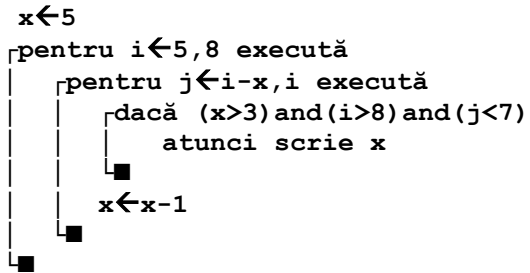 x🡨5
┌pentru i🡨5,8 execută
│  ┌pentru j🡨i-x,i execută
│  │  ┌dacă (x>3)and(i>8)and(j<7)
│  │  │  atunci scrie x
│  │  └■
│  │  x🡨x-1
│  └■
└■